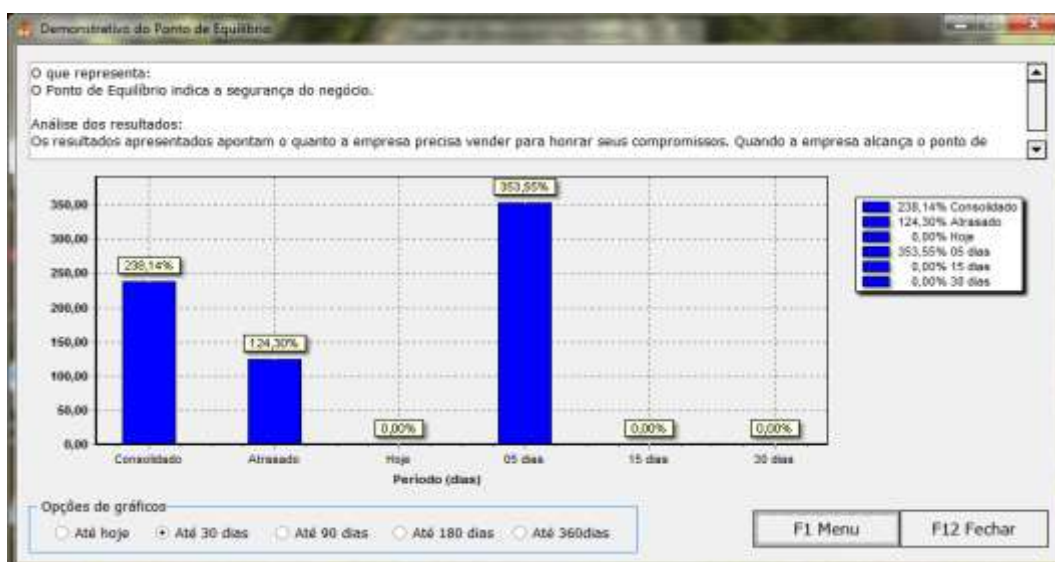 Demonstrativo do Ponto de Equilíbrio
O que representa:
O Ponto de Equilíbrio indica a segurança do negócio.
Análise dos resultados:
Os resultados apresentados apontam o quanto a empresa precisa vender para honrar seus compromissos. Quando a empresa alcança o ponto de
353,55%
350,00
300,00
250,00
200,00
150,00
100,00
50,00
0,00
238,14%
124,30%
0,00%
0,00%
0,00%
238,14% Consolidado
124,30% Atrasado
0,00% Hoje
353,55% 05 dias
0,00% 15 dias
0,00% 30 dias
Consolidado Atrasado Hoje 05 dias 15 dias 30 dias
Período (dias)
Opções de gráficos
Até hoje Até 30 dias Até 90 dias Até 180 dias Até 360dias
F1 Menu F12 Fechar